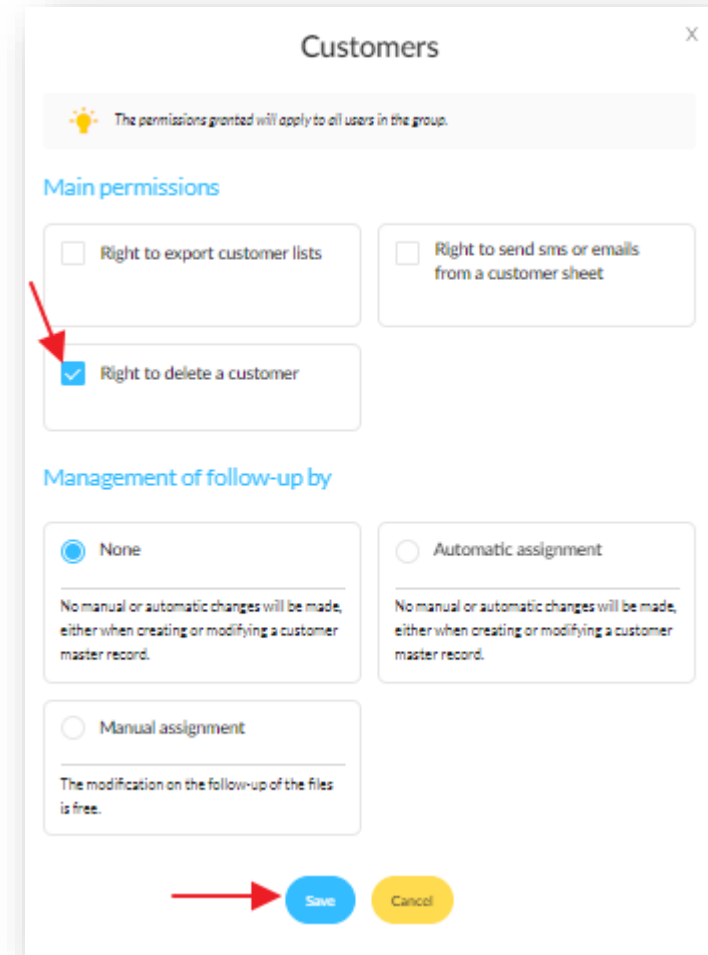 Customers
X
The permissions granted will apply to all users in the group.
Main permissions
Right to export customer lists
Right to send sms or emails
from a customer sheet
Right to delete a customer
Management of follow-up by
None
No manual or automatic changes will be made,
either when creating or modifying a customer
master record.
Automatic assignment
No manual or automatic changes will be made,
either when creating or modifying a customer
master record.
Manual assignment
The modification on the follow-up of the files
is free.
Save
Cancel